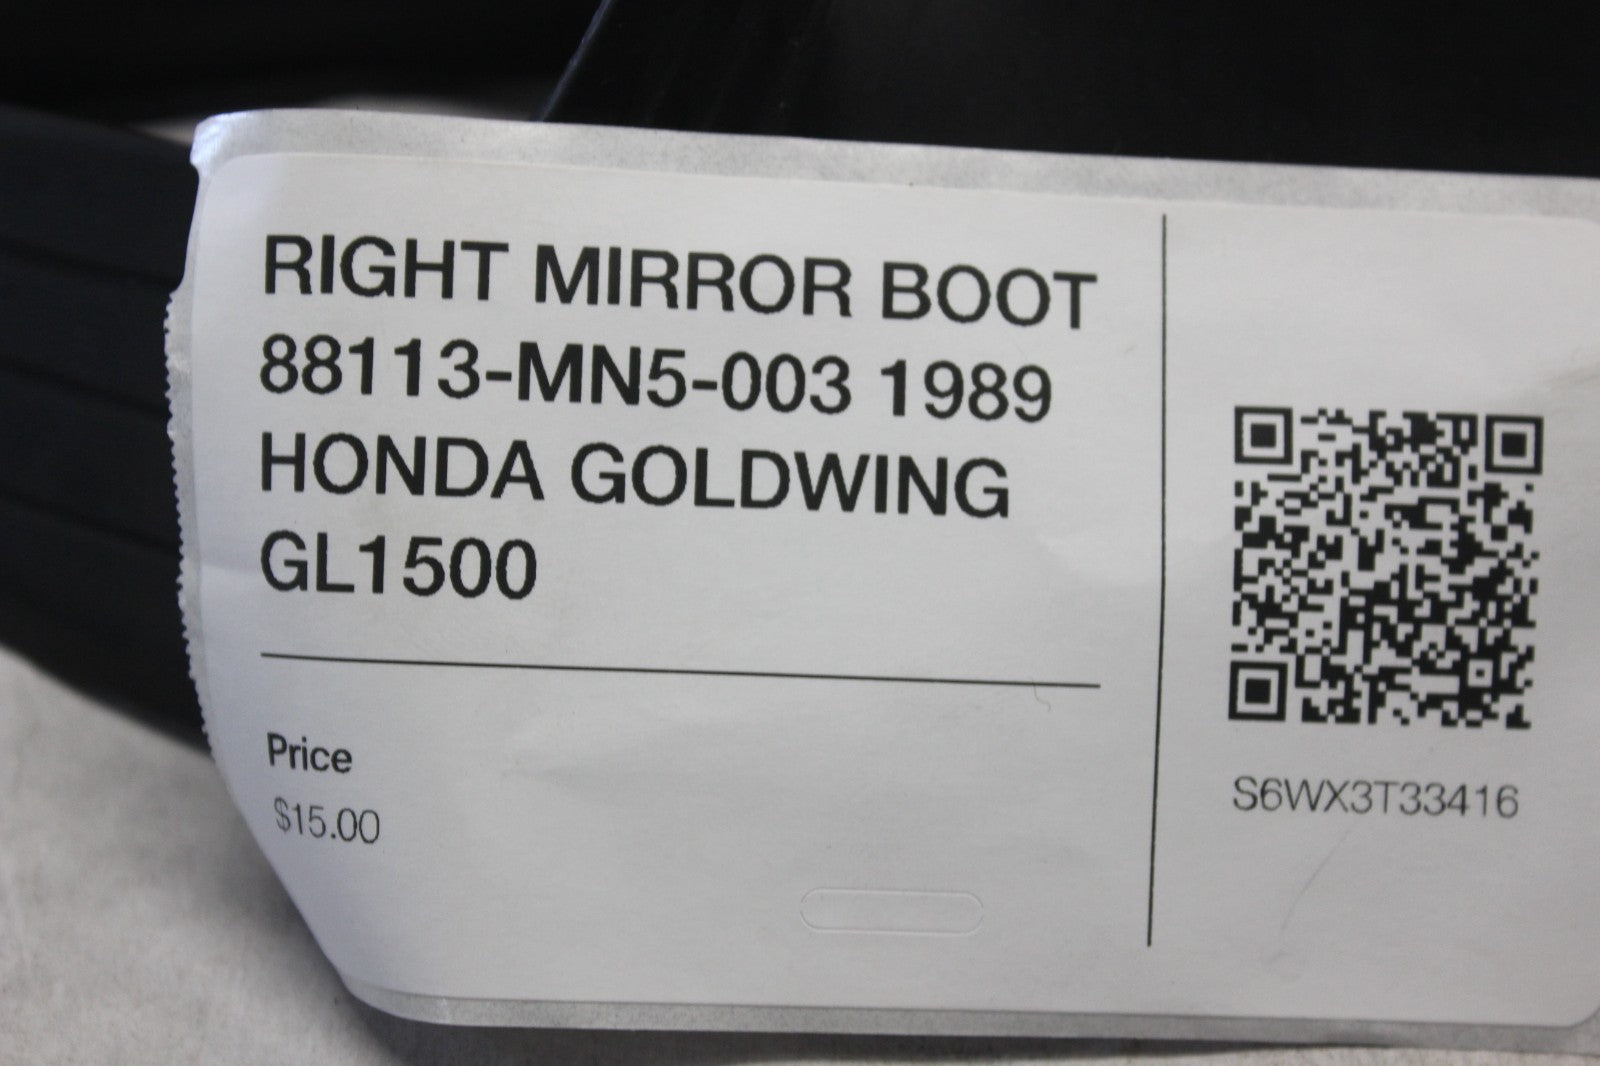 RIGHT MIRROR BOOT
88113-MN5-003 1989
HONDA GOLDWING
GL1500
Price
$15.00
S6WX3T33416